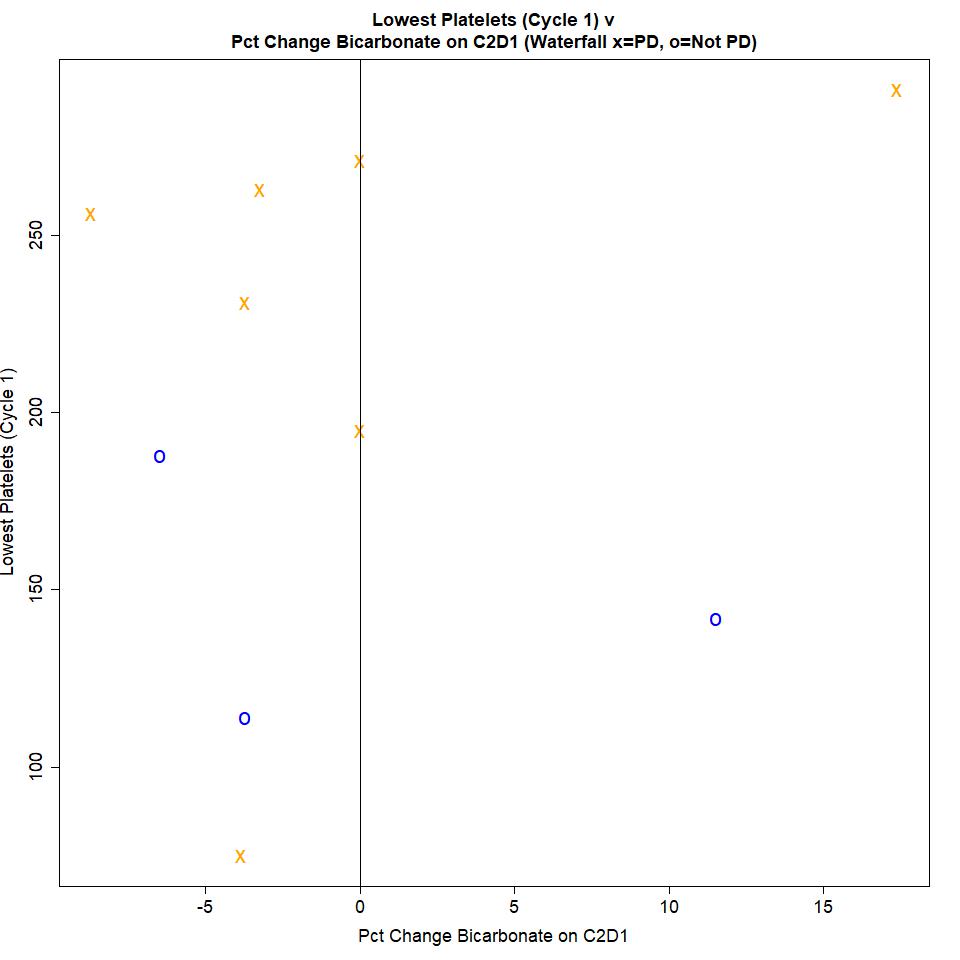 Lowest Platelets (Cycle 1) v
Pct Change Bicarbonate on C2D1 (Waterfall x=PD, o=Not PD)
Lowest Platelets (Cycle 1)
250
200
150
100
X
X
X
X
X
X
O
O
O
X
-5
0
5
10
15
Pct Change Bicarbonate on C2D1